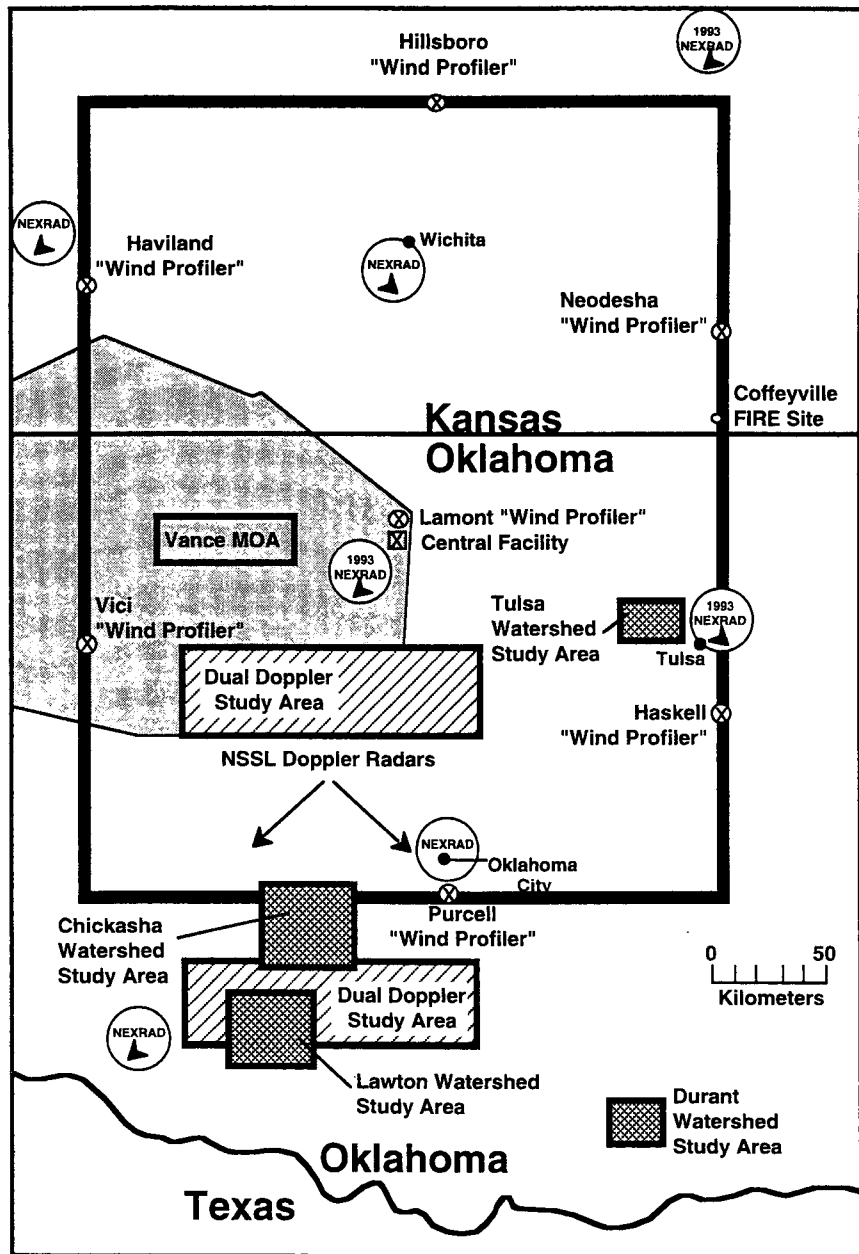 Hillsboro
"Wind Profiler"
1993
NEXRAD
NEXRAD
Haviland
"Wind Profiler"
Wichita
NEXRAD
Neodesha
"Wind Profiler"
Coffeyville
FIRE Site
Kansas
Oklahoma
Lamont "Wind Profiler"
Central Facility
Vance MOA
1993
NEXRAD
Vici
"Wind Profiler"
Tulsa
Watershed
Study Area
1993
NEXRAD
Tulsa
Dual Doppler
Study Area
Haskell
"Wind Profiler"
NSSL Doppler Radars
NEXRAD
Oklahoma
City
Purcell
"Wind Profiler"
Chickasha
Watershed
Study Area
0 50
Kilometers
Dual Doppler
Study Area
NEXRAD
Lawton Watershed
Study Area
Durant
Watershed
Study Area
Oklahoma
Texas